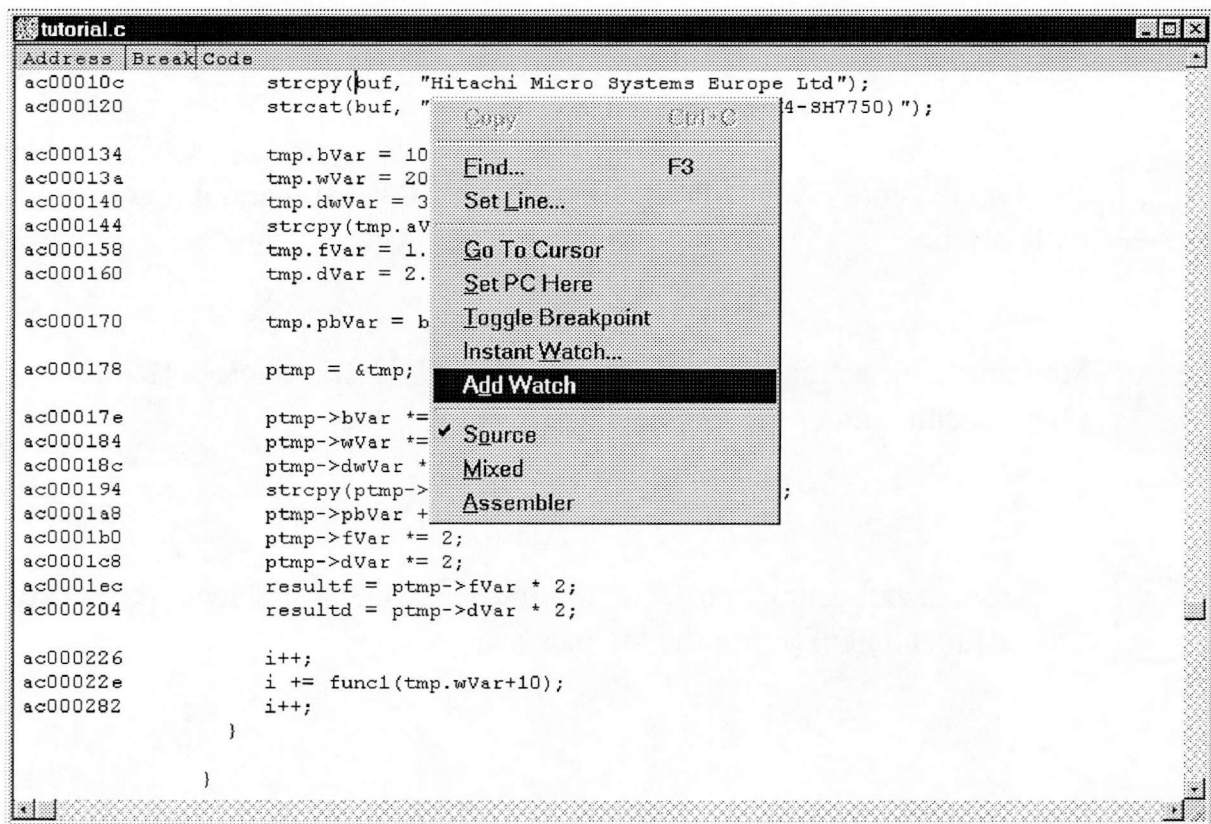 tutorial.c
Address Break Code
ac00010c strcpy(buf, "Hitachi Micro Systems Europe Ltd");
ac000120 strcat(buf, " 4-SH7750)");
ac000134 tmp.bVar = 10
ac00013a tmp.wVar = 20
ac000140 tmp.dwVar = 3
ac000144 strcpy(tmp.aV
ac000158 tmp.fVar = 1.
ac000160 tmp.dVar = 2.
ac000170 tmp.pbVar = b
ac000178 ptmp = &tmp;
ac00017e ptmp->bVar *=
ac000184 ptmp->wVar *=
ac00018c ptmp->dwVar *
ac000194 strcpy(ptmp-> ;
ac0001a8 ptmp->pbVar +
ac0001b0 ptmp->fVar *= 2;
ac0001c8 ptmp->dVar *= 2;
ac0001ec resultf = ptmp->fVar * 2;
ac000204 resultd = ptmp->dVar * 2;
ac000226 i++;
ac00022e i += func1(tmp.wVar+10);
ac000282 i++;
}
}
Copy Ctrl+C
Find... F3
Set Line...
Go To Cursor
Set PC Here
Toggle Breakpoint
Instant Watch...
Add Watch
Source
Mixed
Assembler